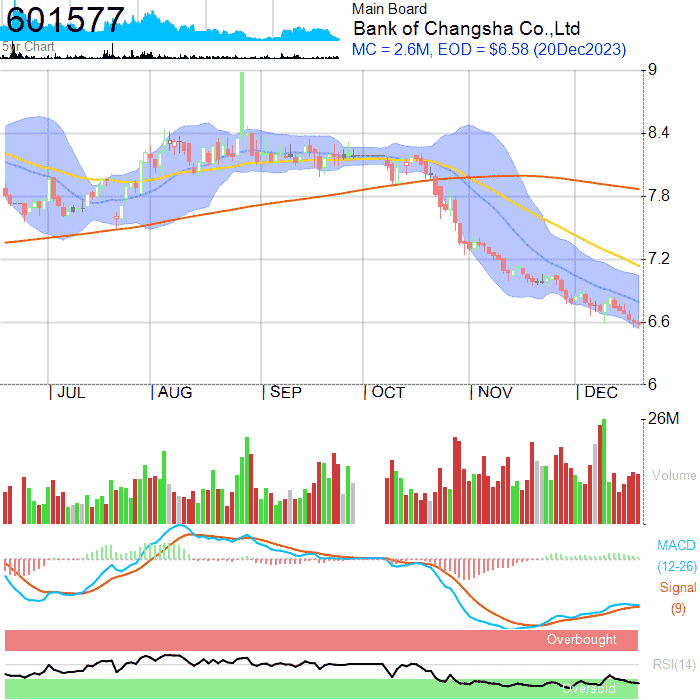 601577
5yr Chart
Main Board
Bank of Changsha Co.,Ltd
MC = 2.6M, EOD = $6.58 (20Dec2023)
9
8.4
7.8
7.2
6.6
6
JUL AUG SEP OCT NOV DEC
26M
Volume
MACD
(12-26)
Signal
(9)
Overbought
RSI(14)
Oversold